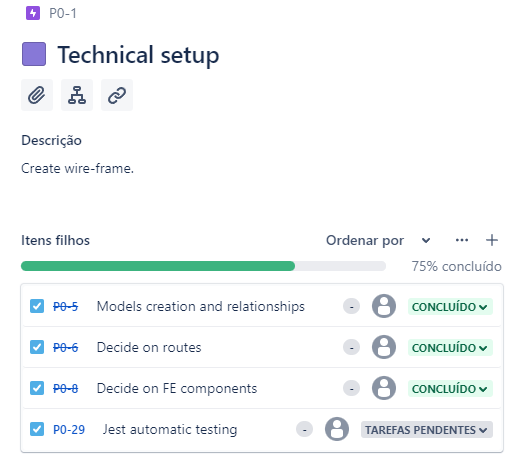 P0-1
Technical setup
Descrição
Create wire-frame.
Itens filhos Ordenar por
75% concluído
P0-5 Models creation and relationships - CONCLUÍDO
P0-6 Decide on routes - CONCLUÍDO
P0-8 Decide on FE components - CONCLUÍDO
P0-29 Jest automatic testing - TAREFAS PENDENTES